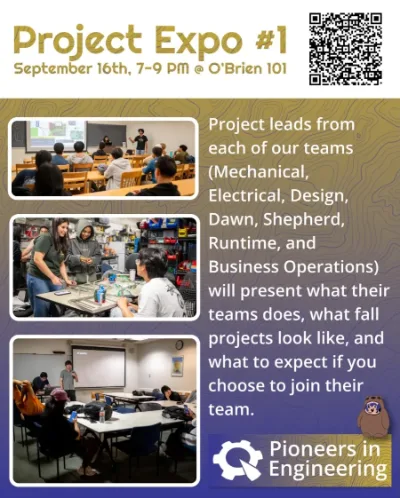 Project Expo #1
September 16th, 7-9 PM @ O'Brien 101
Project leads from
each of our teams
(Mechanical,
Electrical, Design,
Dawn, Shepherd,
Runtime, and
Business Operations)
will present what their
teams does, what fall
projects look like, and
what to expect if you
choose to join their
team.
Pioneers in
Engineering